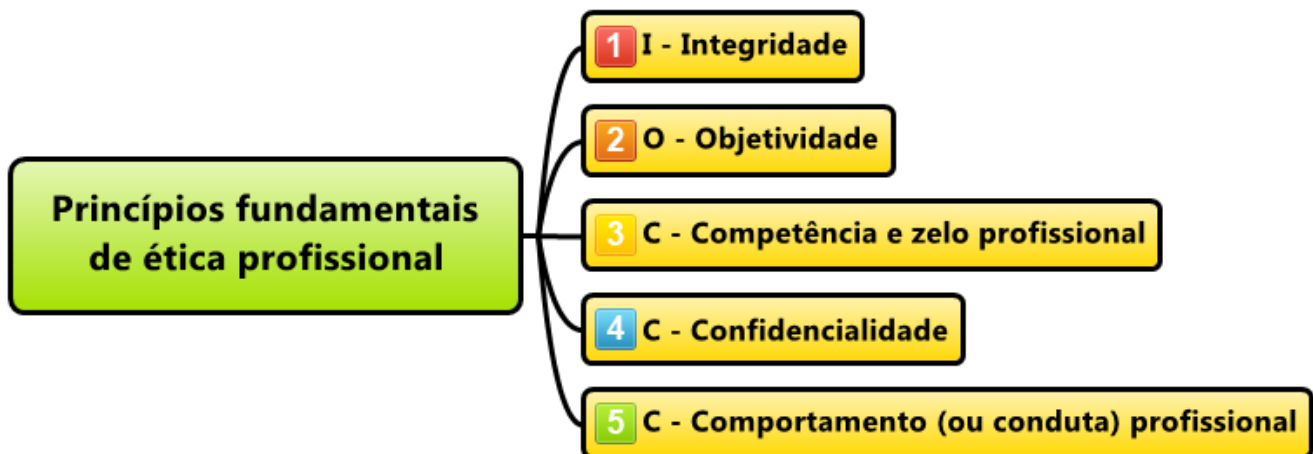 Princípios fundamentais
de ética profissional
1 I - Integridade
2 O - Objetividade
3 C - Competência e zelo profissional
4 C - Confidencialidade
5 C - Comportamento (ou conduta) profissional